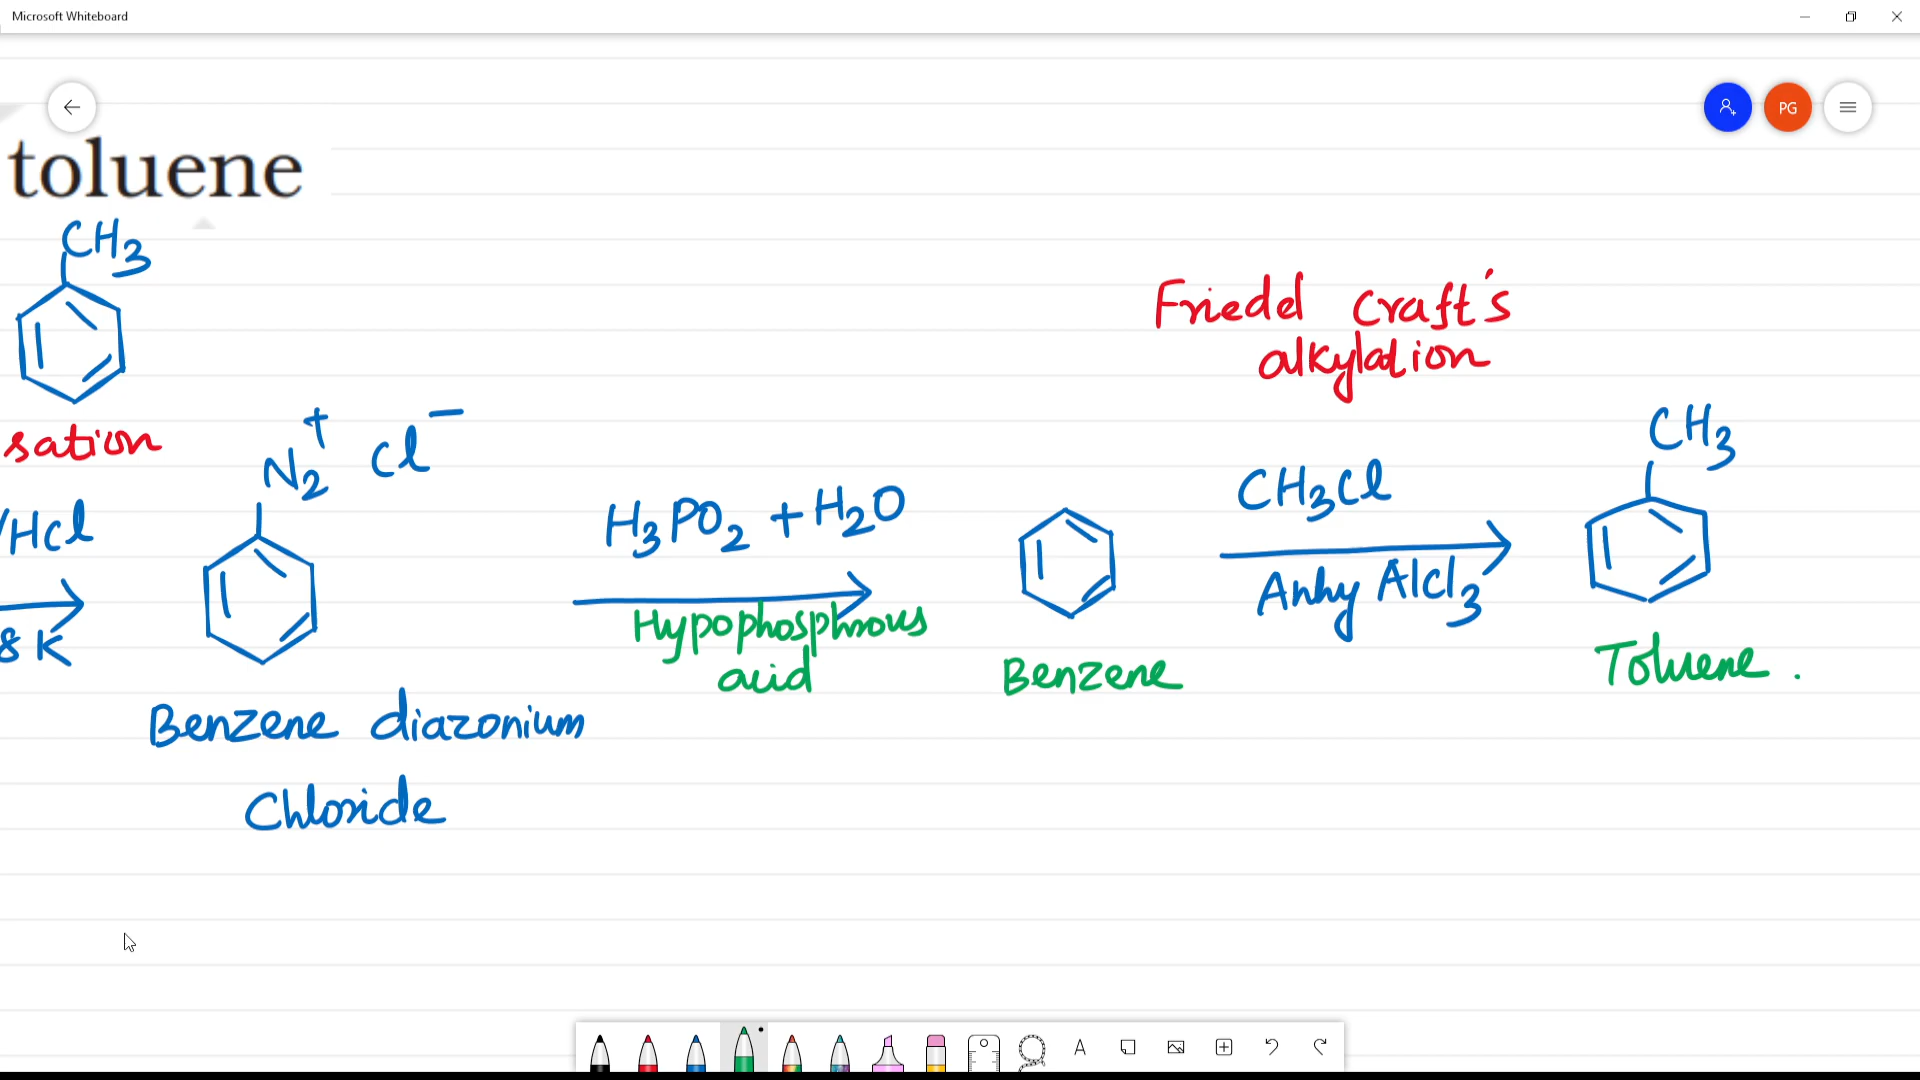 Microsoft Whiteboard
PG
toluene
CH3
sation
/HCl
8 K
N2+ Cl−
Benzene diazonium
Chloride
H3PO2 + H2O
Hypophosphrous
acid
Benzene
Friedel Craft's
alkylation
CH3Cl
Anhy AlCl3
CH3
Toluene .
A